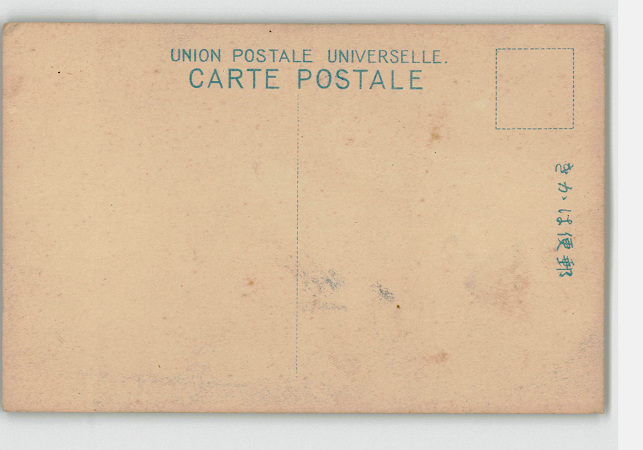 UNION POSTALE UNIVERSELLE.
CARTE POSTALE
きかは便郵